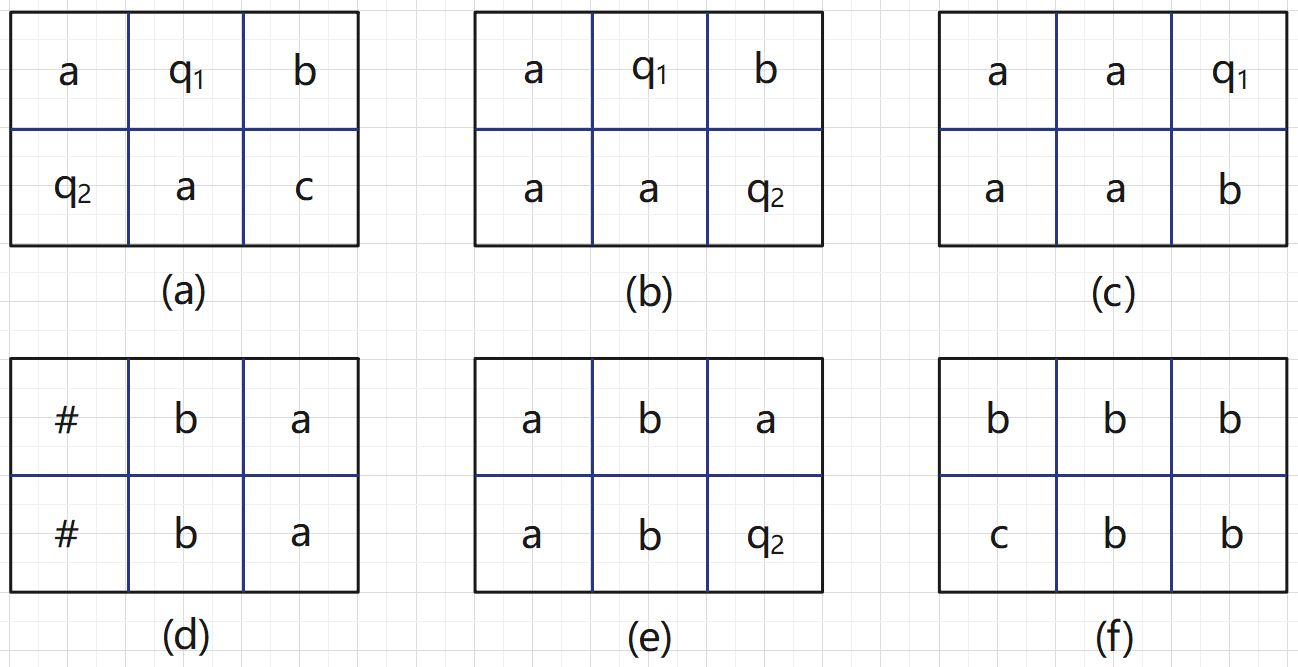 a q₁ b a q₁ b a a q₁
q₂ a c a a q₂ a a b
(a) (b) (c)
# b a a b a b b b
# b a a b q₂ c b b
(d) (e) (f)